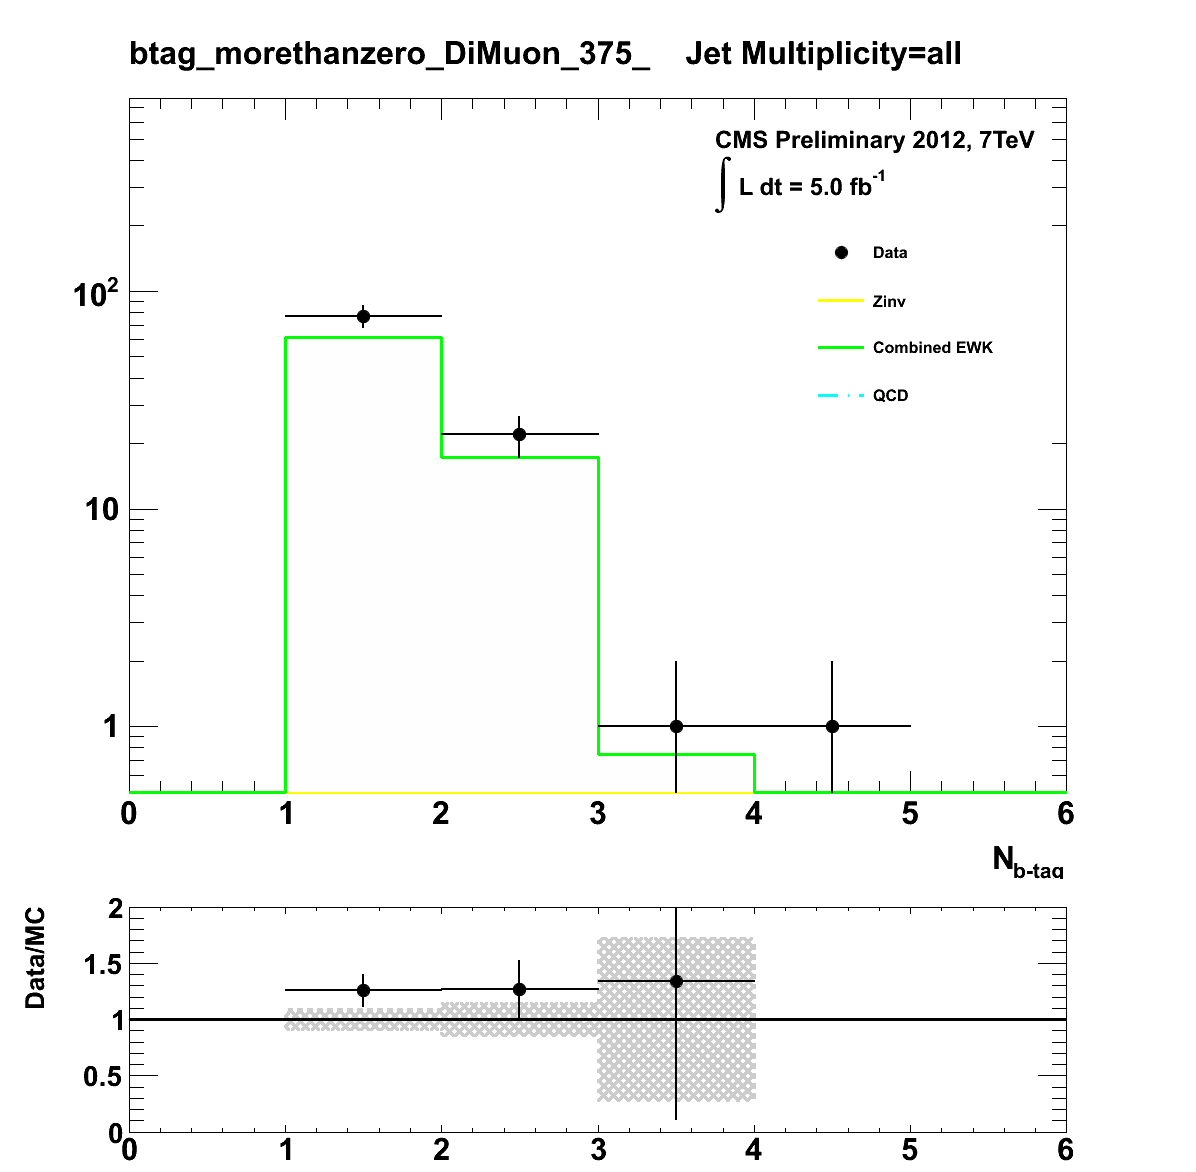 btag_morethanzero_DiMuon_375_ Jet Multiplicity=all
CMS Preliminary 2012, 7TeV
∫ L dt = 5.0 fb⁻¹
Data
Zinv
Combined EWK
QCD
10²
10
1
0 1 2 3 4 5 6
N_b-tag
Data/MC
2
1.5
1
0.5
0
0 1 2 3 4 5 6